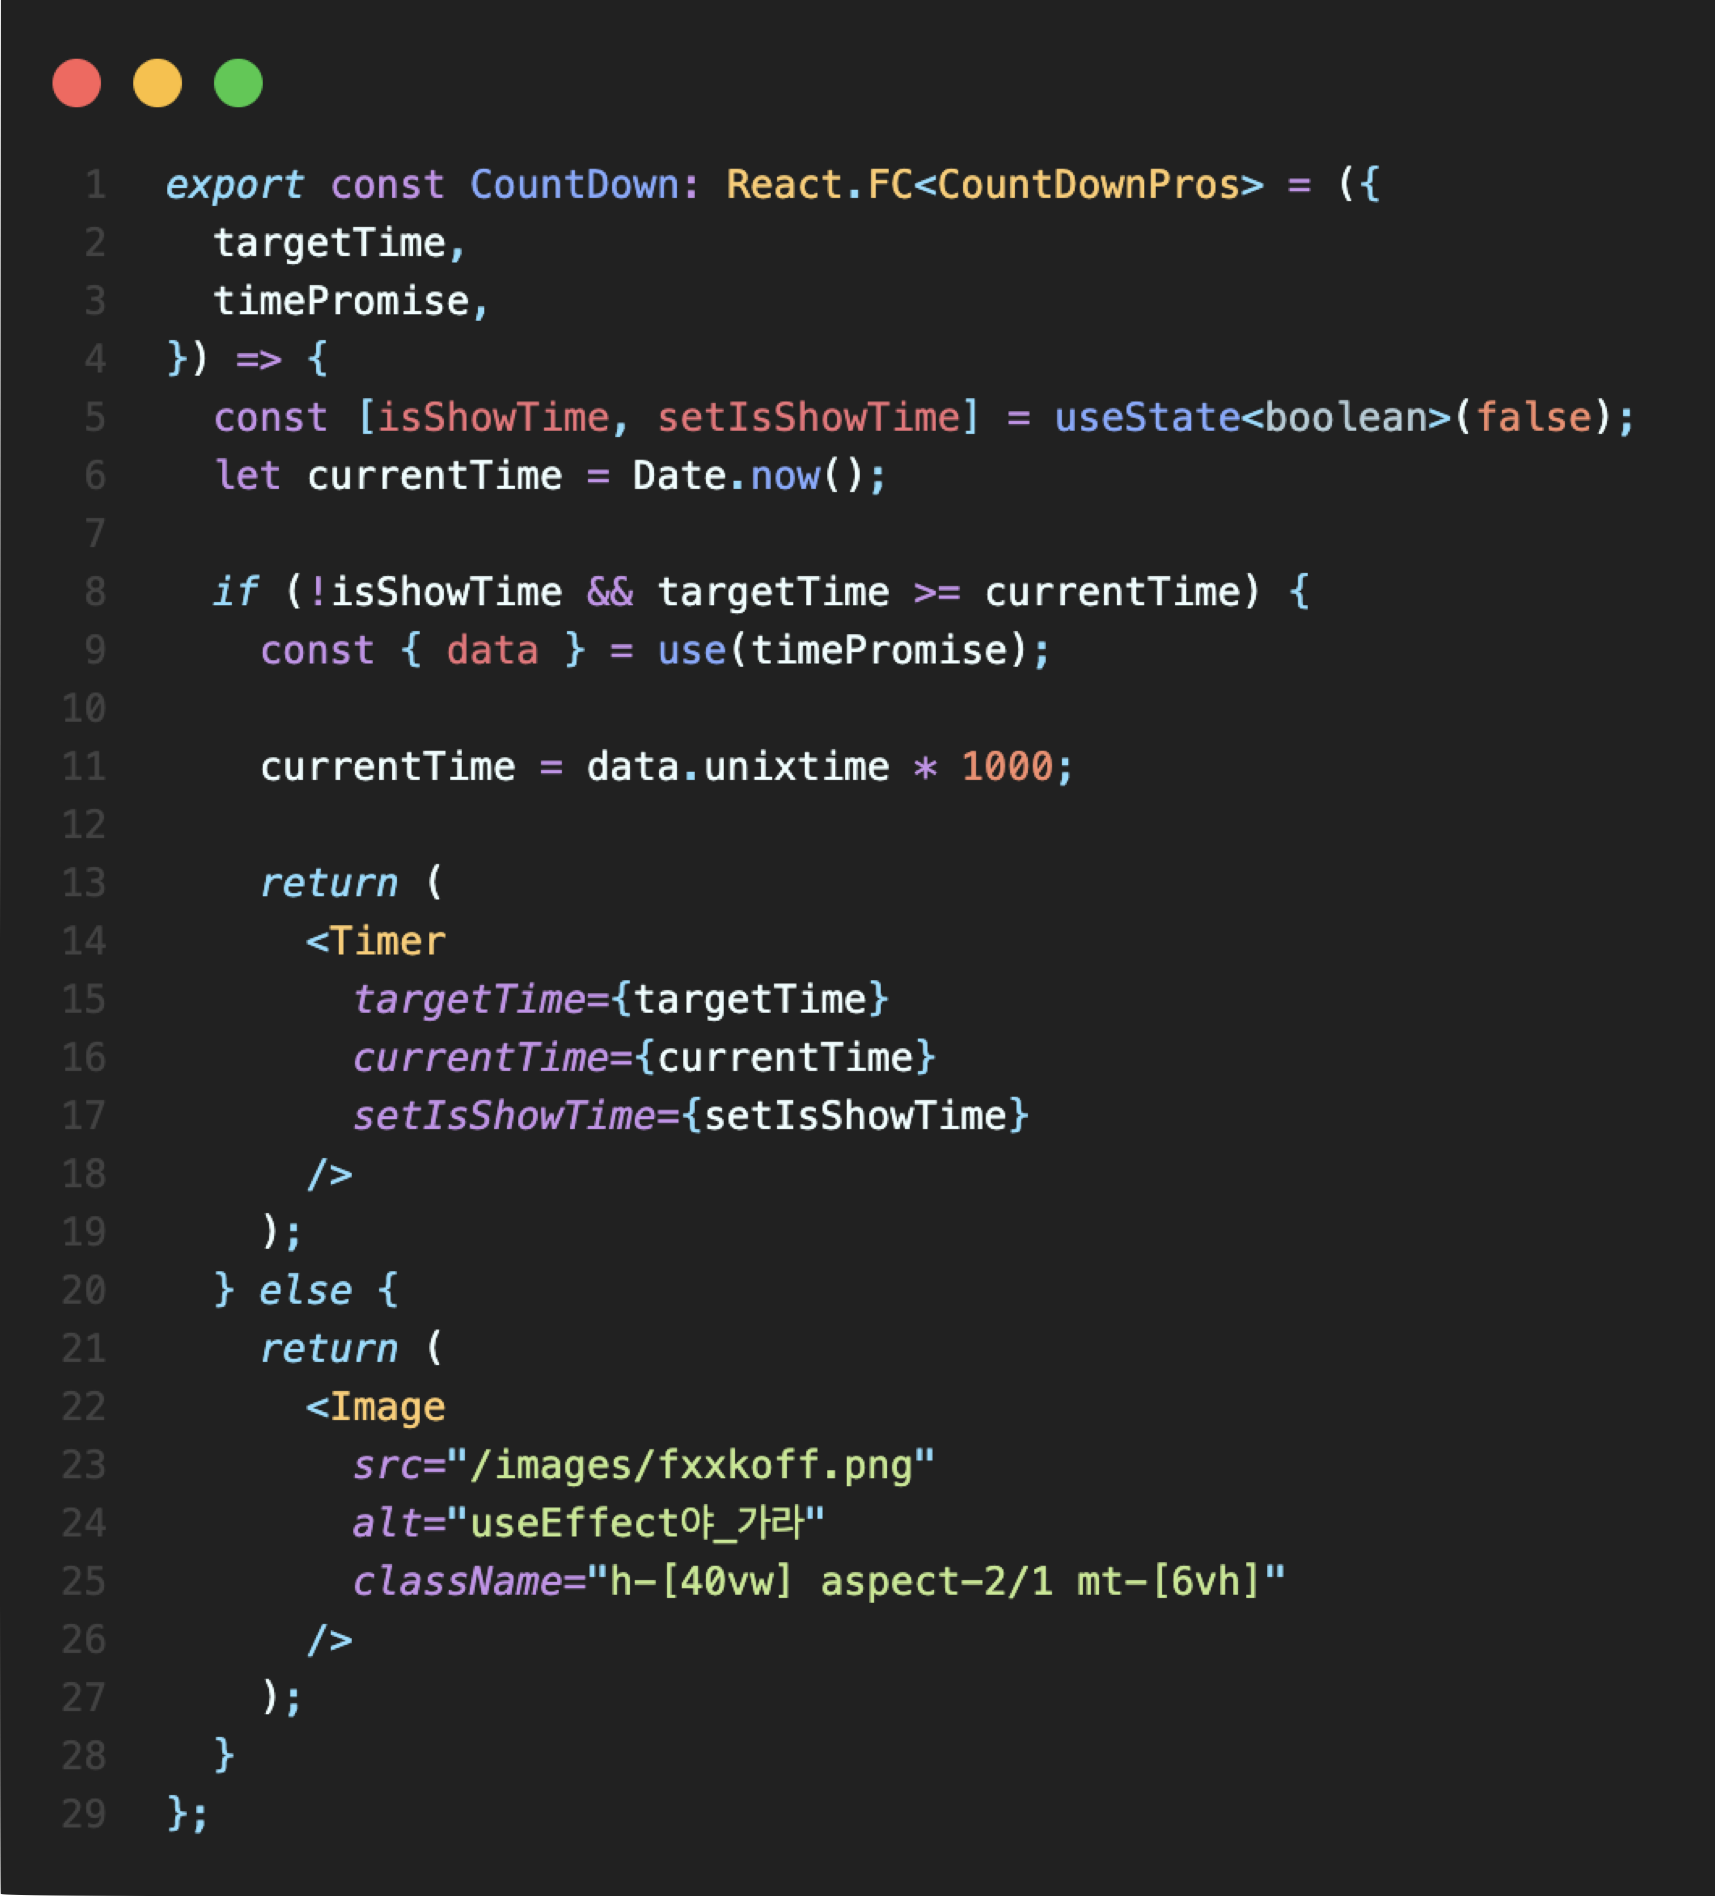 1 export const CountDown: React.FC<CountDownPros> = ({
2   targetTime,
3   timePromise,
4 }) => {
5   const [isShowTime, setIsShowTime] = useState<boolean>(false);
6   let currentTime = Date.now();
7
8   if (!isShowTime && targetTime >= currentTime) {
9     const { data } = use(timePromise);
10
11     currentTime = data.unixtime * 1000;
12
13     return (
14       <Timer
15         targetTime={targetTime}
16         currentTime={currentTime}
17         setIsShowTime={setIsShowTime}
18       />
19     );
20   } else {
21     return (
22       <Image
23         src="/images/fxxkoff.png"
24         alt="useEffect야_가라"
25         className="h-[40vw] aspect-2/1 mt-[6vh]"
26       />
27     );
28   }
29 };